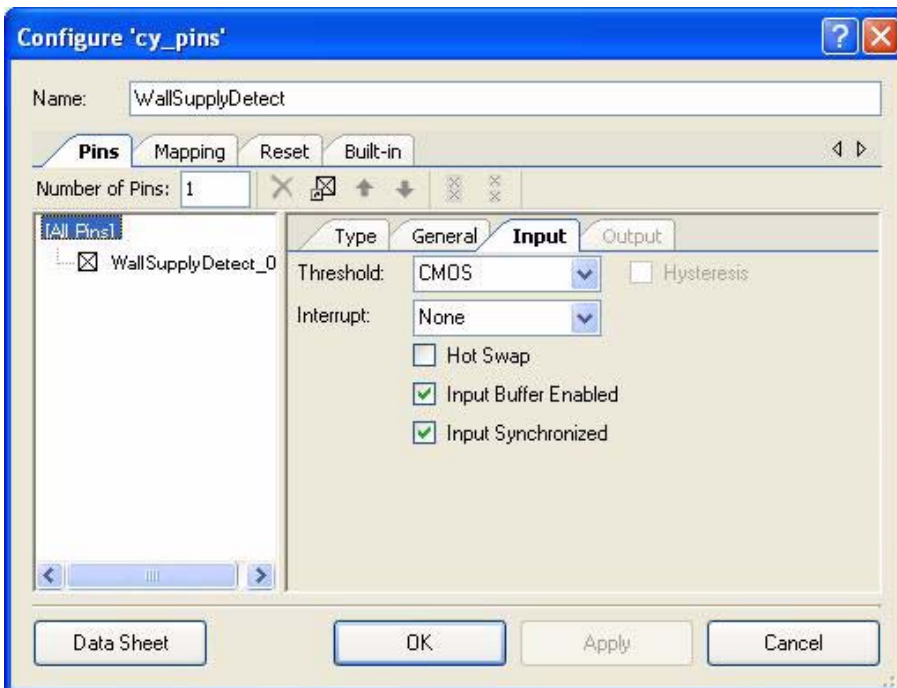 Configure 'cy_pins'
Name: WallSupplyDetect
Pins Mapping Reset Built-in
Number of Pins: 1
[All Pins]
WallSupplyDetect_0
Type General Input Output
Threshold: CMOS Hysteresis
Interrupt: None
Hot Swap
Input Buffer Enabled
Input Synchronized
Data Sheet OK Apply Cancel